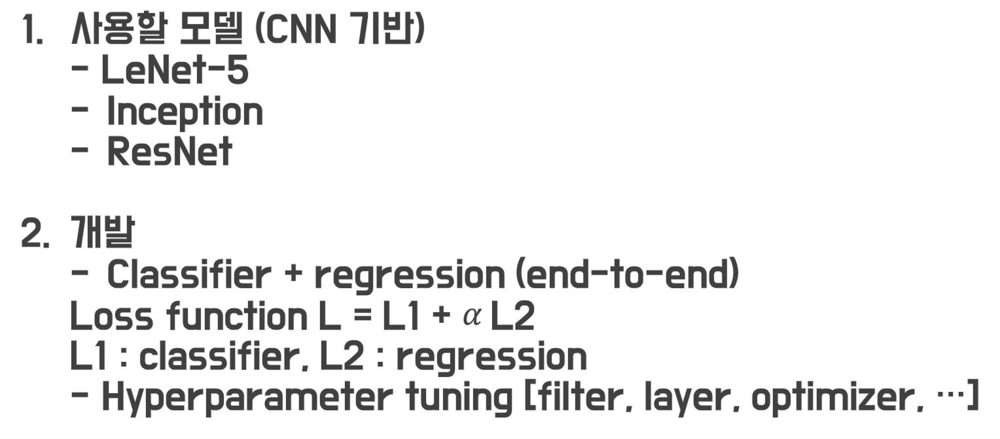 1. 사용할 모델 (CNN 기반)
- LeNet-5
- Inception
- ResNet
2. 개발
- Classifier + regression (end-to-end)
Loss function L = L1 + α L2
L1 : classifier, L2 : regression
- Hyperparameter tuning [filter, layer, optimizer, …]